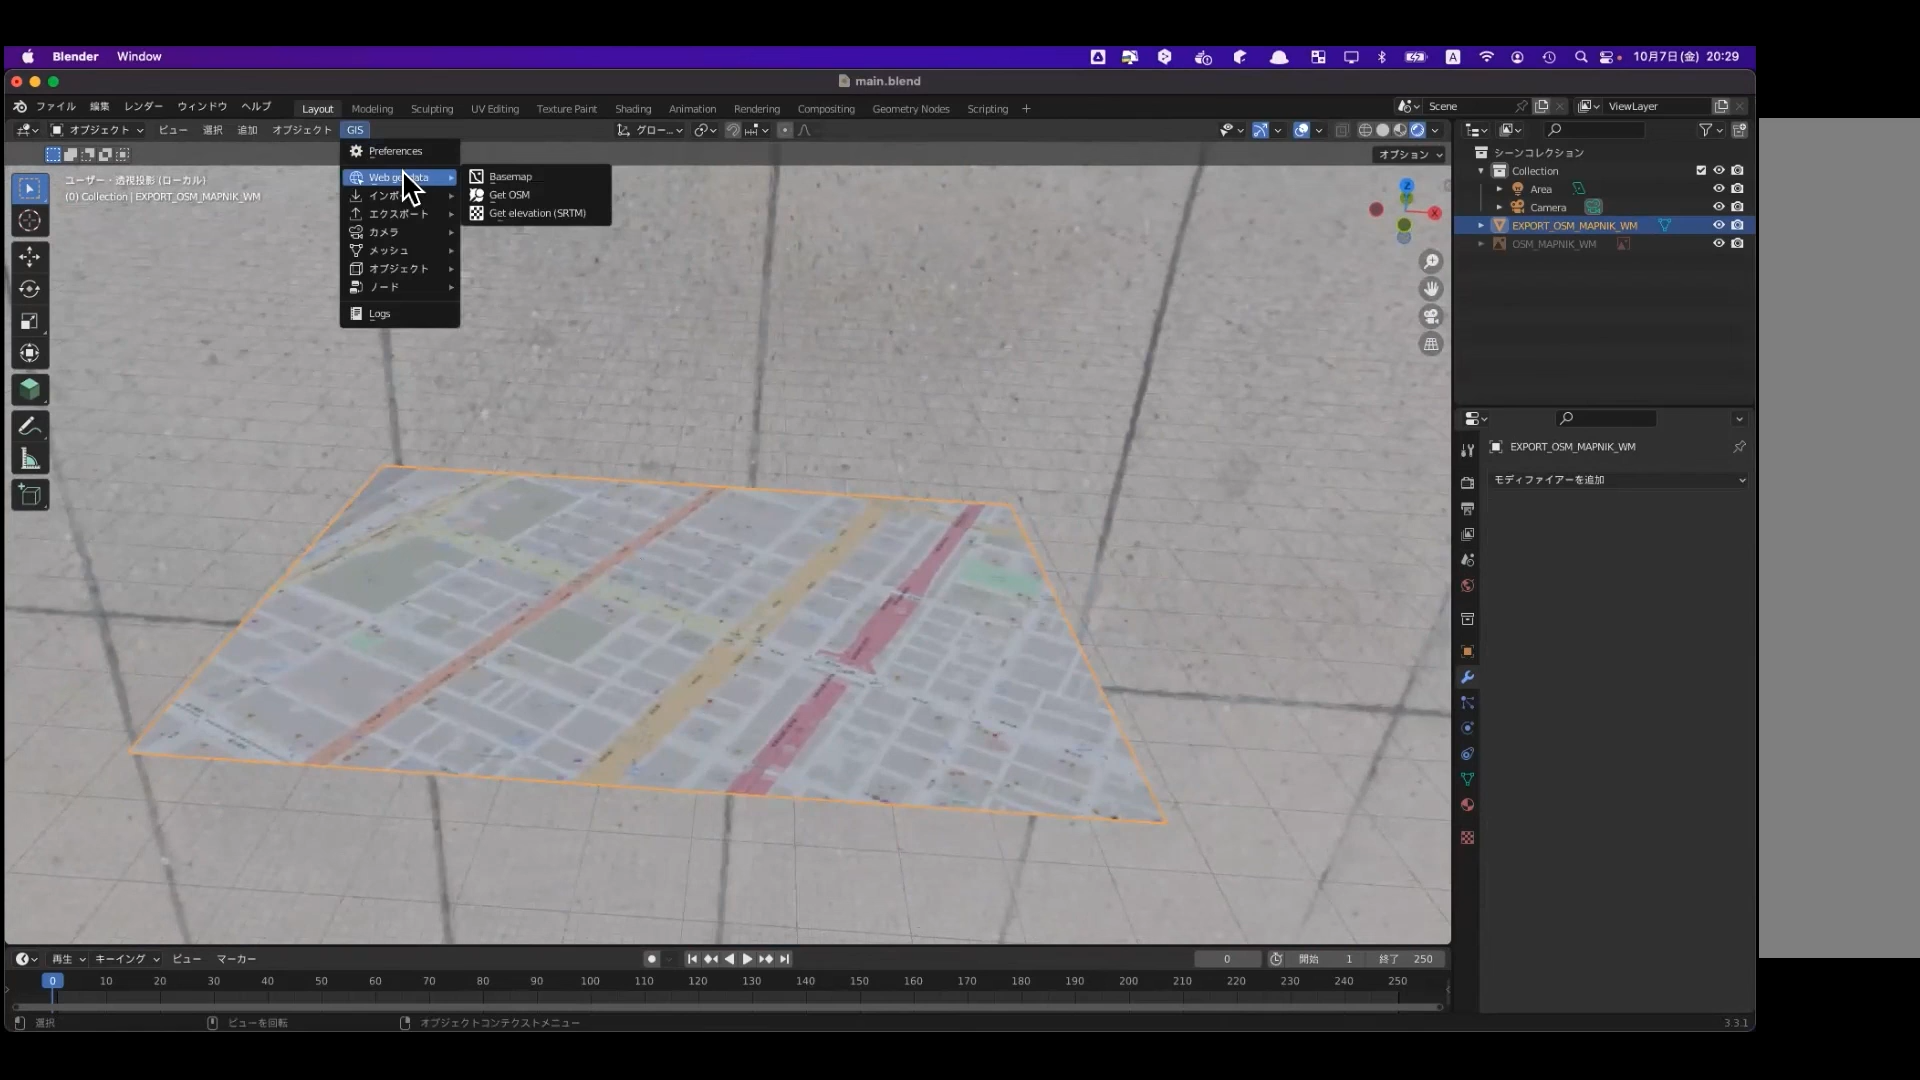 Blender Window
10月7日(金) 20:29
main.blend
ファイル 編集 レンダー ウィンドウ ヘルプ
Layout Modeling Sculpting UV Editing Texture Paint Shading Animation Rendering Compositing Geometry Nodes Scripting +
Scene
ViewLayer
オブジェクト ビュー 選択 追加 オブジェクト GIS
グロー...
オプション
ユーザー・透視投影 (ローカル)
(0) Collection | EXPORT_OSM_MAPNIK_WM
Preferences
Web geodata
エクスポート
カメラ
メッシュ
オブジェクト
ノード
Logs
Basemap
Get OSM
Get elevation (SRTM)
Z
X
シーンコレクション
Collection
Area
Camera
EXPORT_OSM_MAPNIK_WM
OSM_MAPNIK_WM
EXPORT_OSM_MAPNIK_WM
モディファイアーを追加
再生 キーイング ビュー マーカー
0
開始 1
終了 250
0 10 20 30 40 50 60 70 80 90 100 110 120 130 140 150 160 170 180 190 200 210 220 230 240 250
選択
ビューを回転
オブジェクトコンテクストメニュー
3.3.1